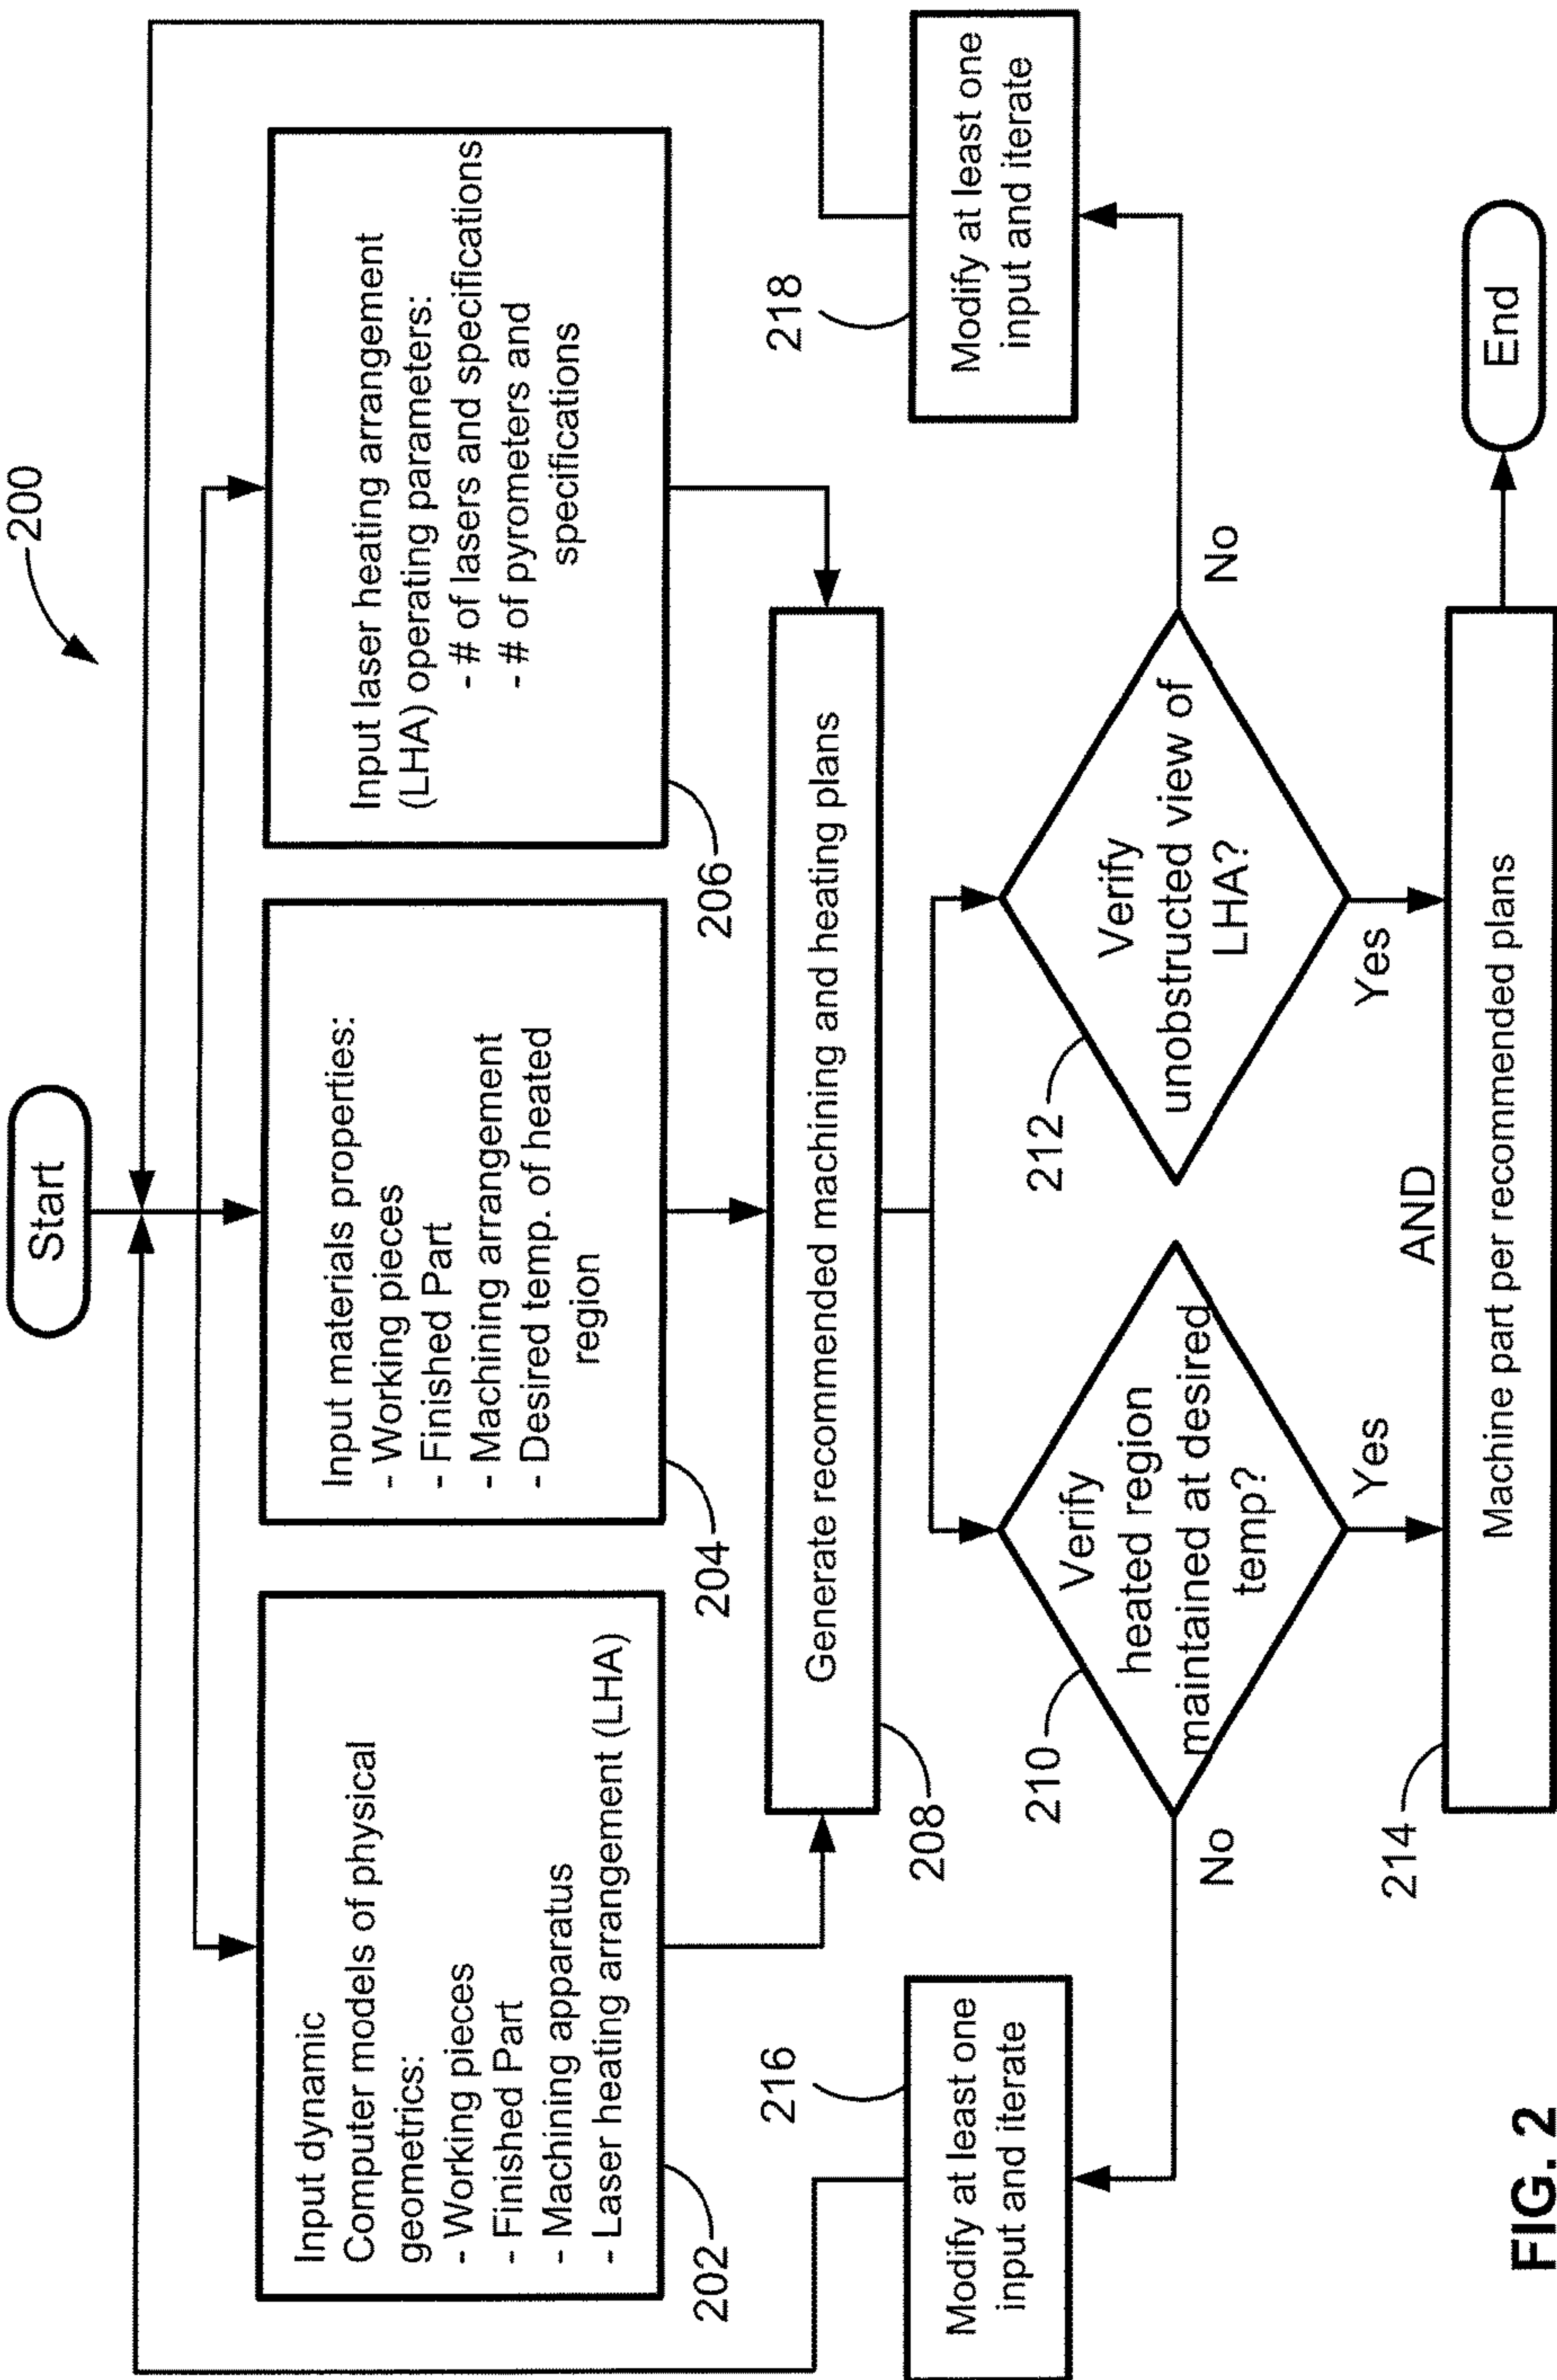 200
Start
Input dynamic
Computer models of physical
geometrics:
- Working pieces
- Finished Part
- Machining apparatus
- Laser heating arrangement (LHA)
202
Input materials properties:
- Working pieces
- Finished Part
- Machining arrangement
- Desired temp. of heated
region
204
Input laser heating arrangement
(LHA) operating parameters:
- # of lasers and specifications
- # of pyrometers and
specifications
206
Generate recommended machining and heating plans
208
216
Modify at least one
input and iterate
210
Verify
heated region
maintained at desired
temp?
No
Yes
212
Verify
unobstructed view of
LHA?
No
Yes
218
Modify at least one
input and iterate
AND
214
Machine part per recommended plans
End
FIG. 2